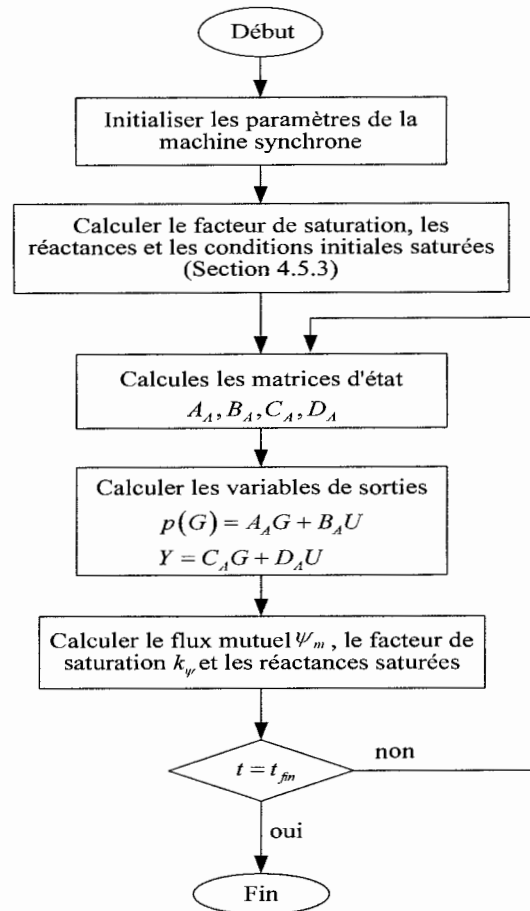 Début
Initialiser les paramètres de la
machine synchrone
Calculer le facteur de saturation, les
réactances et les conditions initiales saturées
(Section 4.5.3)
Calcules les matrices d'état
A_A, B_A, C_A, D_A
Calculer les variables de sorties
p(G) = A_A G + B_A U
Y = C_A G + D_A U
Calculer le flux mutuel ψ_m , le facteur de
saturation k_ψ et les réactances saturées
t = t_fin
non
oui
Fin